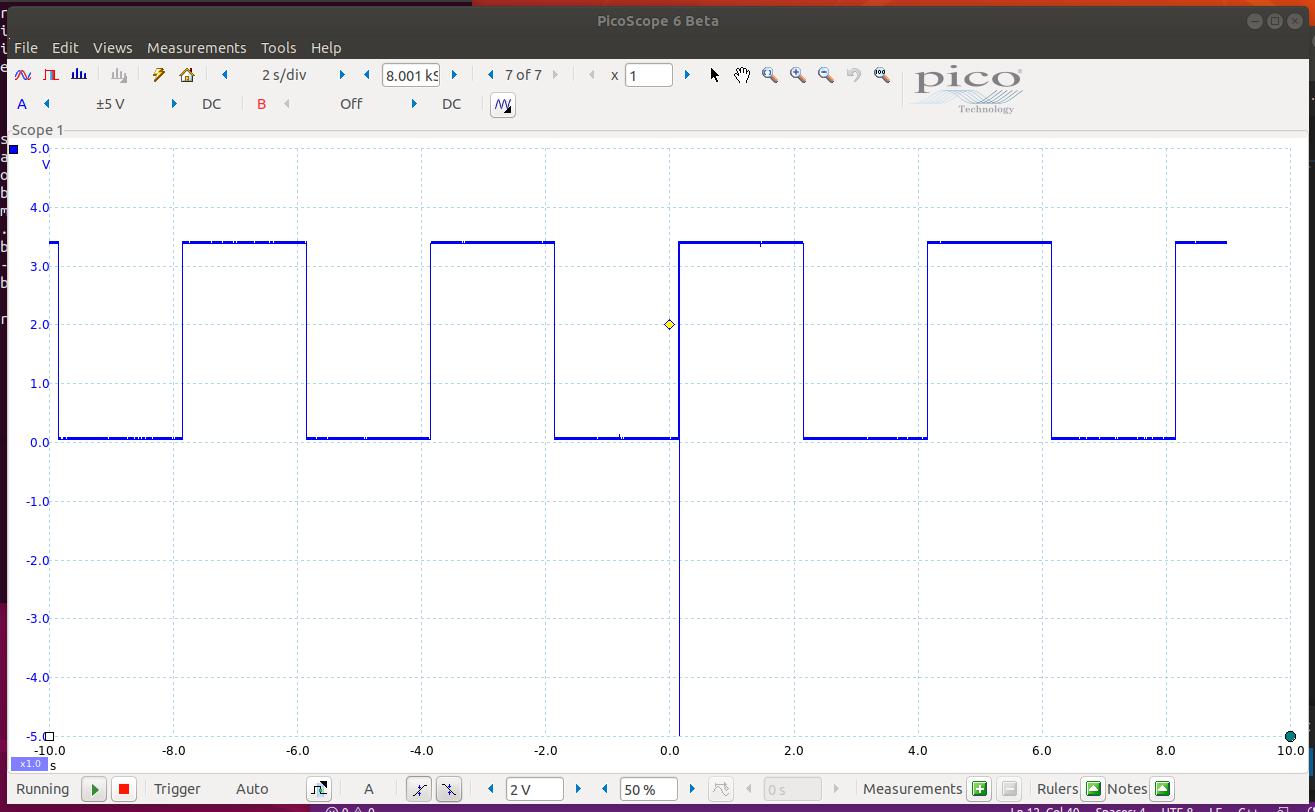 PicoScope 6 Beta
File Edit Views Measurements Tools Help
2 s/div 8.001 kS 7 of 7 x 1
pico
Technology
A ±5 V DC B Off DC
Scope 1
5.0
V
4.0
3.0
2.0
1.0
0.0
-1.0
-2.0
-3.0
-4.0
-5.0
-10.0 -8.0 -6.0 -4.0 -2.0 0.0 2.0 4.0 6.0 8.0 10.0
x1.0 s
Running Trigger Auto A 2 V 50 % 0 s Measurements Rulers Notes